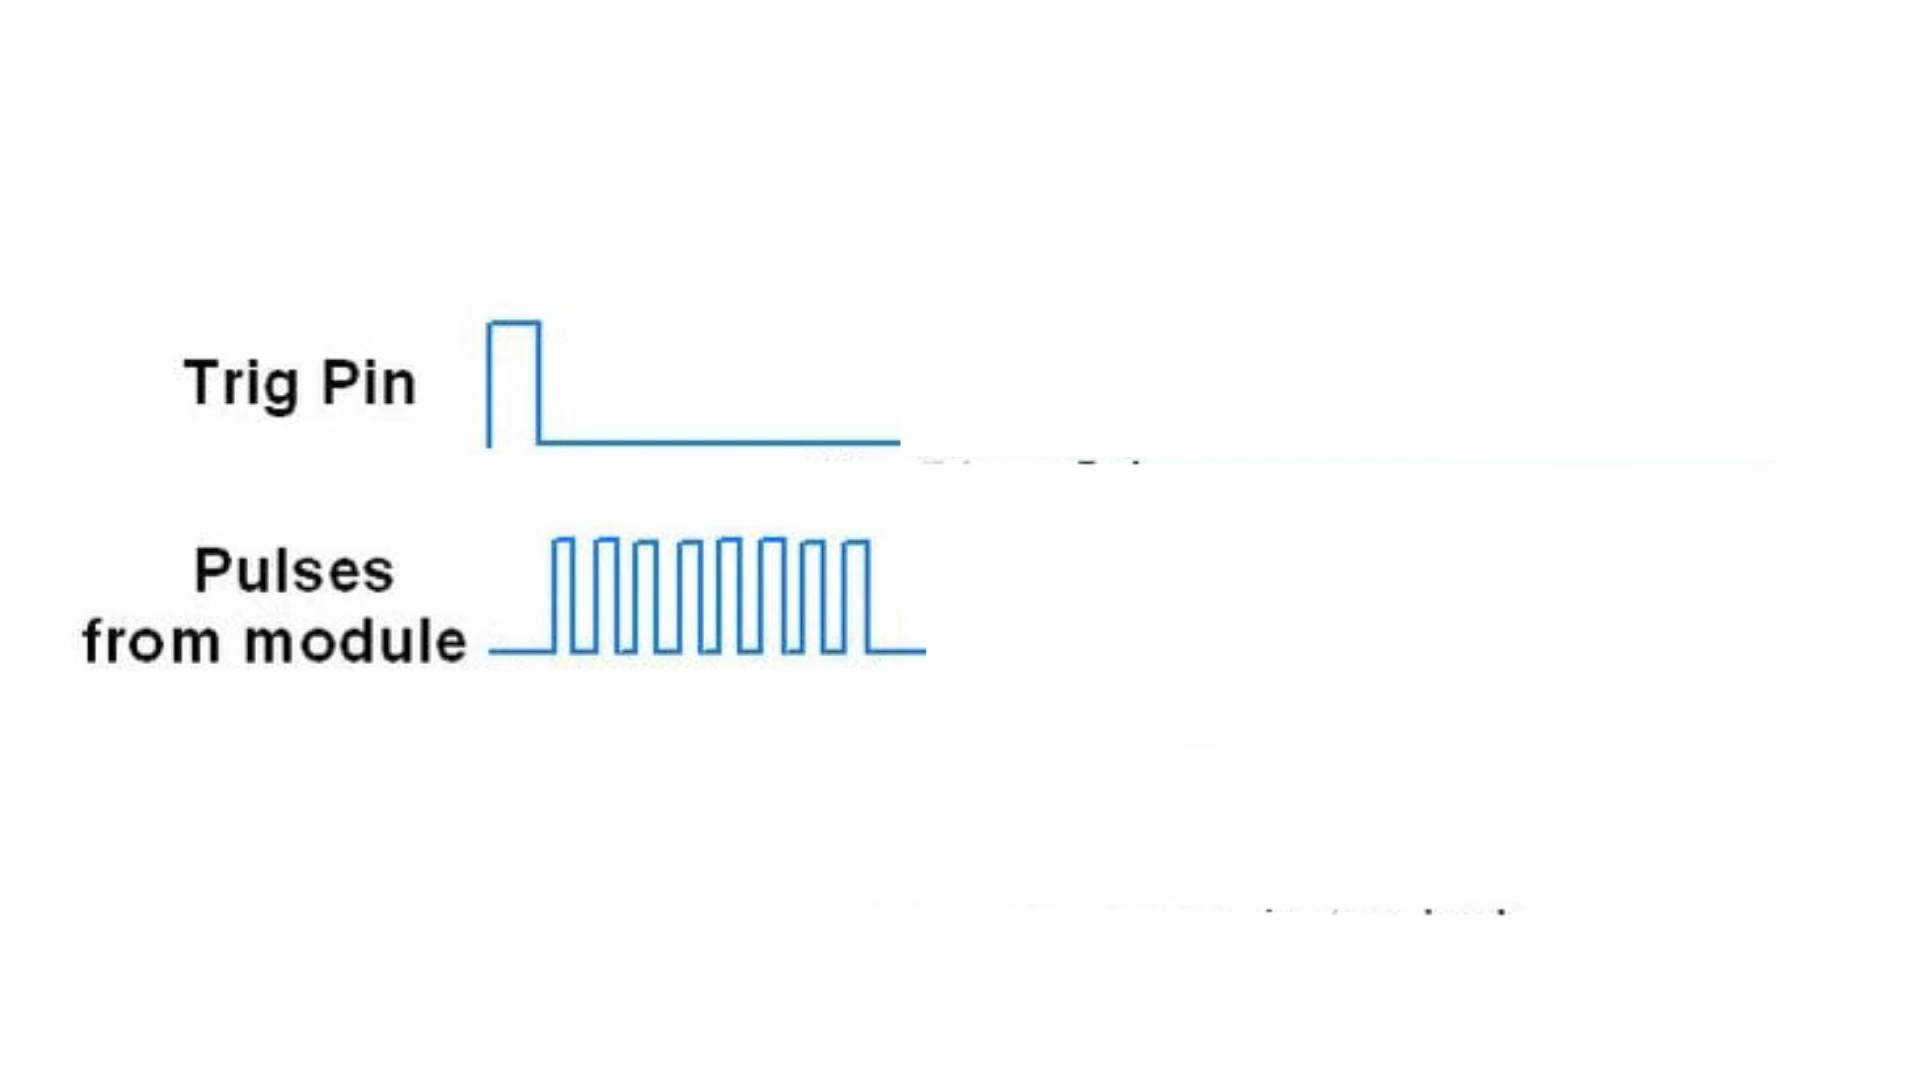 Trig Pin
Pulses
from module